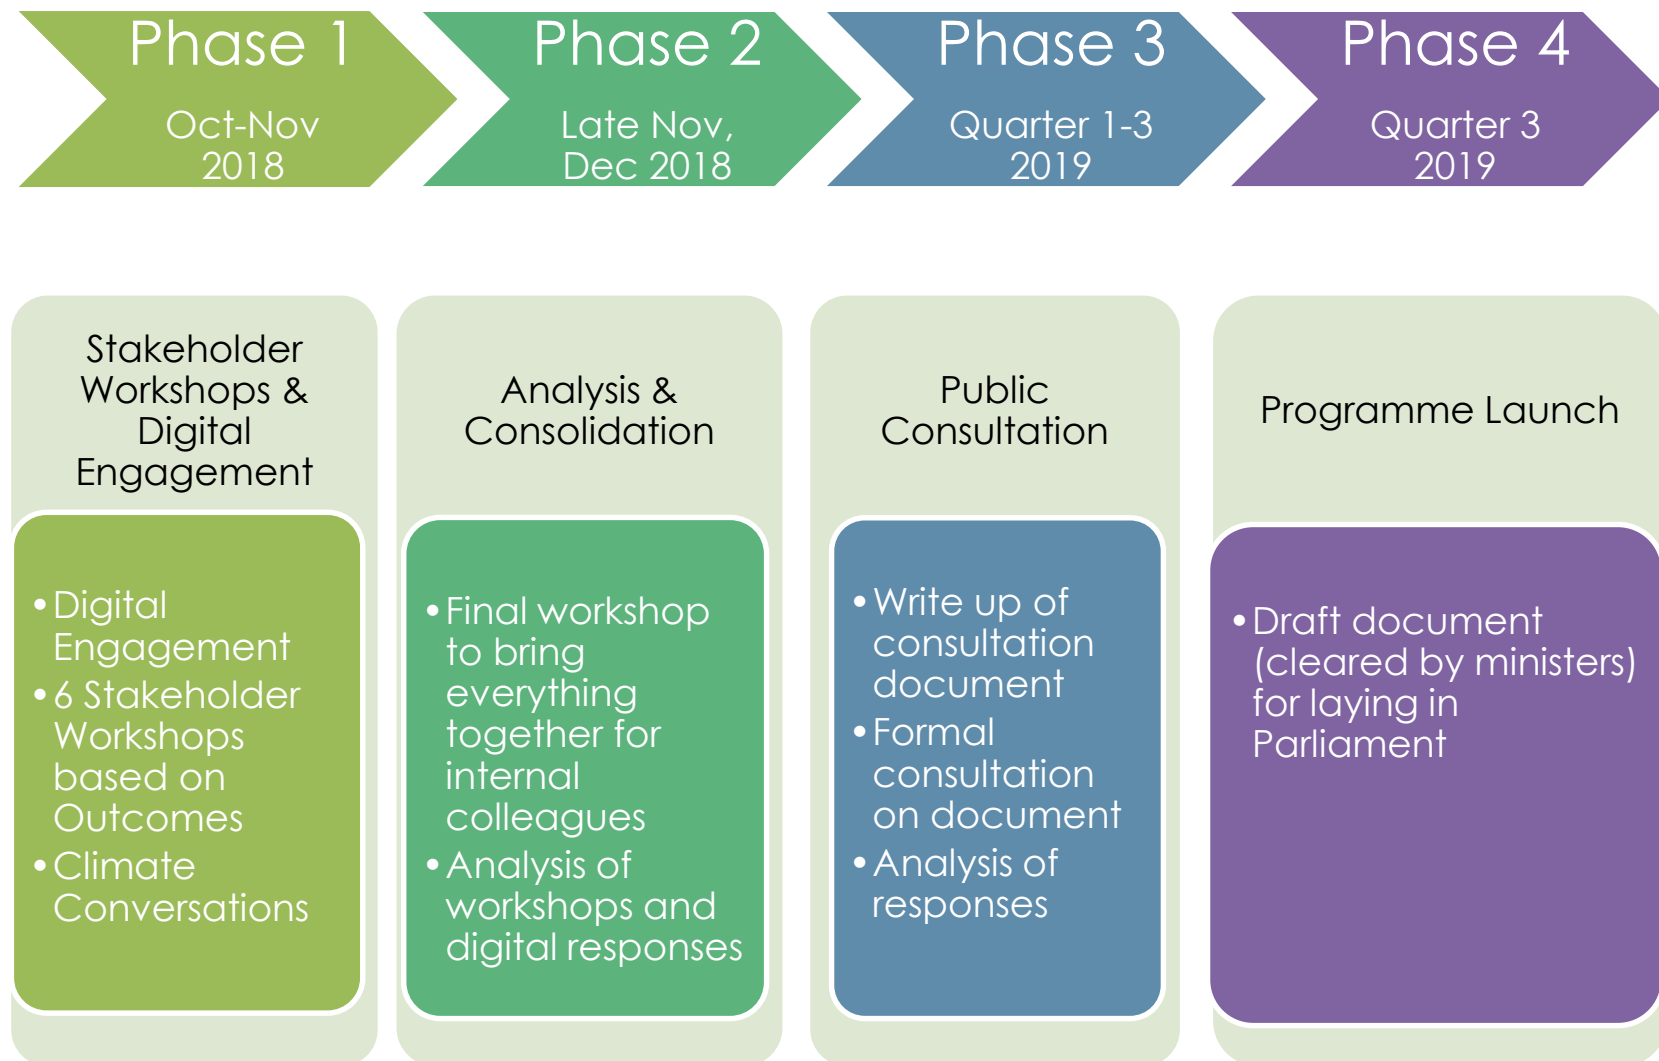 Phase 1
Oct-Nov
2018
Phase 2
Late Nov,
Dec 2018
Phase 3
Quarter 1-3
2019
Phase 4
Quarter 3
2019
Stakeholder
Workshops &
Digital
Engagement
•Digital
Engagement
•6 Stakeholder
Workshops
based on
Outcomes
•Climate
Conversations
Analysis &
Consolidation
•Final workshop
to bring
everything
together for
internal
colleagues
•Analysis of
workshops and
digital responses
Public
Consultation
•Write up of
consultation
document
•Formal
consultation
on document
•Analysis of
responses
Programme Launch
•Draft document
(cleared by ministers)
for laying in
Parliament